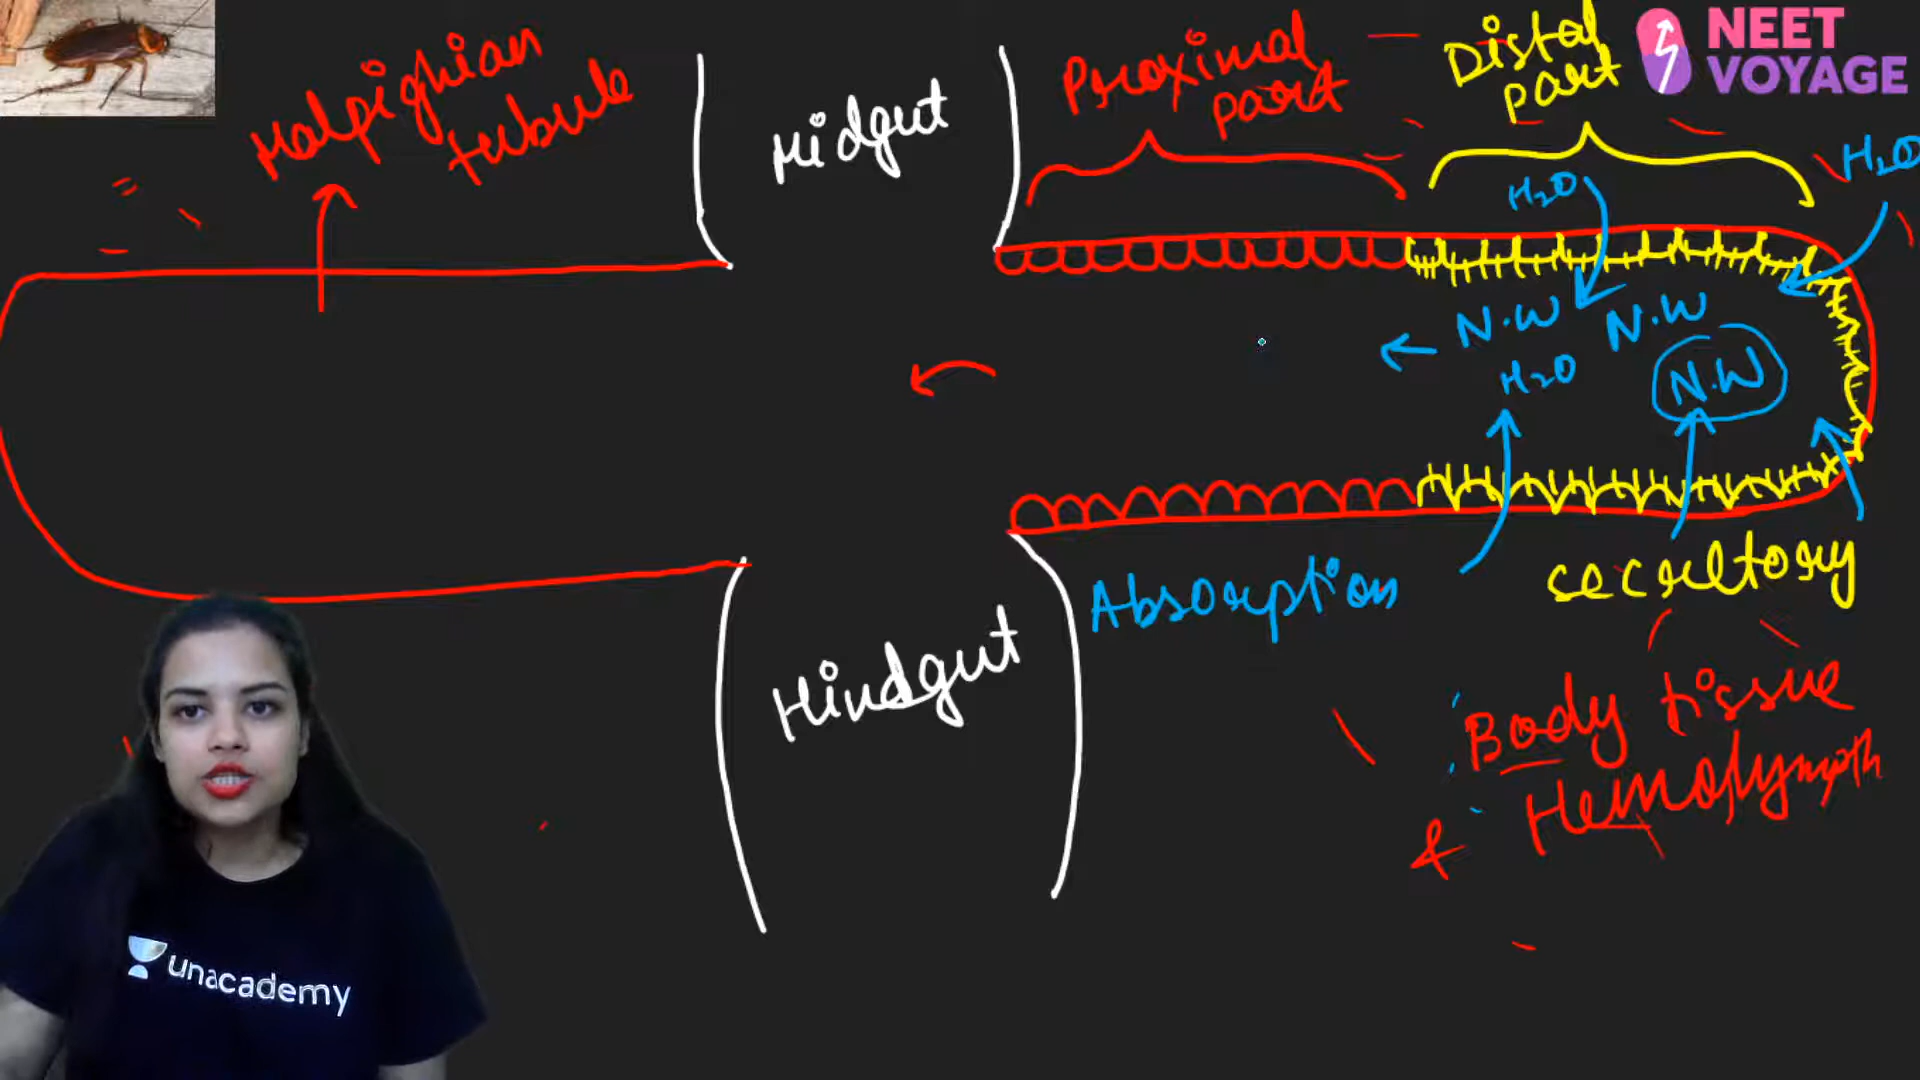 Malpighian
tubule
Midgut
Proximal
part
Distal
part
NEET
VOYAGE
H₂O
H₂O
N.W
N.W
H₂O
N.W
Absorption
secretory
Hindgut
Body tissue
& Hemolymph
unacademy